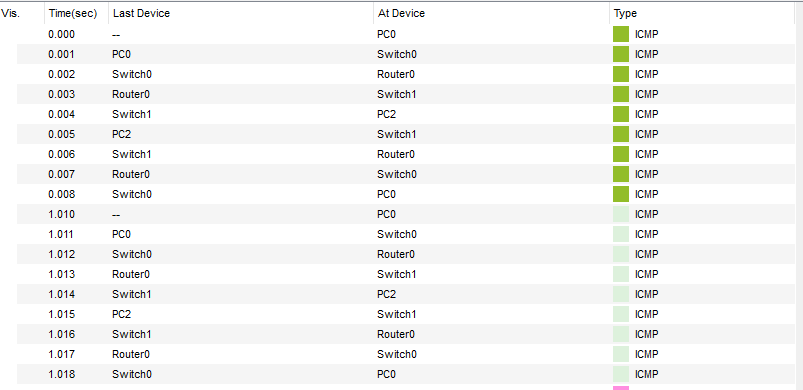 Vis. Time(sec) Last Device At Device Type
0.000 -- PC0 ICMP
0.001 PC0 Switch0 ICMP
0.002 Switch0 Router0 ICMP
0.003 Router0 Switch1 ICMP
0.004 Switch1 PC2 ICMP
0.005 PC2 Switch1 ICMP
0.006 Switch1 Router0 ICMP
0.007 Router0 Switch0 ICMP
0.008 Switch0 PC0 ICMP
1.010 -- PC0 ICMP
1.011 PC0 Switch0 ICMP
1.012 Switch0 Router0 ICMP
1.013 Router0 Switch1 ICMP
1.014 Switch1 PC2 ICMP
1.015 PC2 Switch1 ICMP
1.016 Switch1 Router0 ICMP
1.017 Router0 Switch0 ICMP
1.018 Switch0 PC0 ICMP